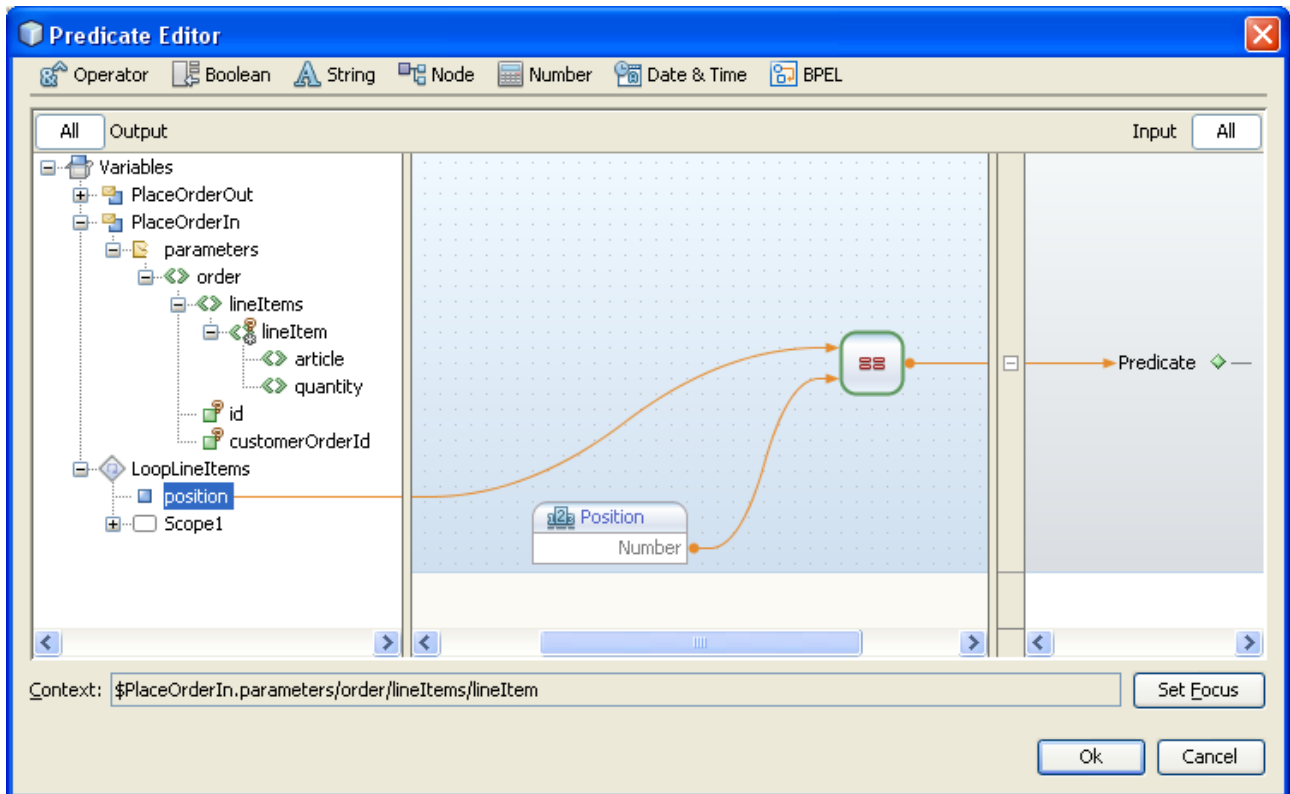 Predicate Editor
Operator Boolean String Node Number Date & Time BPEL
All Output Input All
Variables
PlaceOrderOut
PlaceOrderIn
parameters
order
lineItems
lineItem
article
quantity
id
customerOrderId
LoopLineItems
position
Scope1
Position
Number
Predicate
Context: $PlaceOrderIn.parameters/order/lineItems/lineItem Set Focus
Ok Cancel